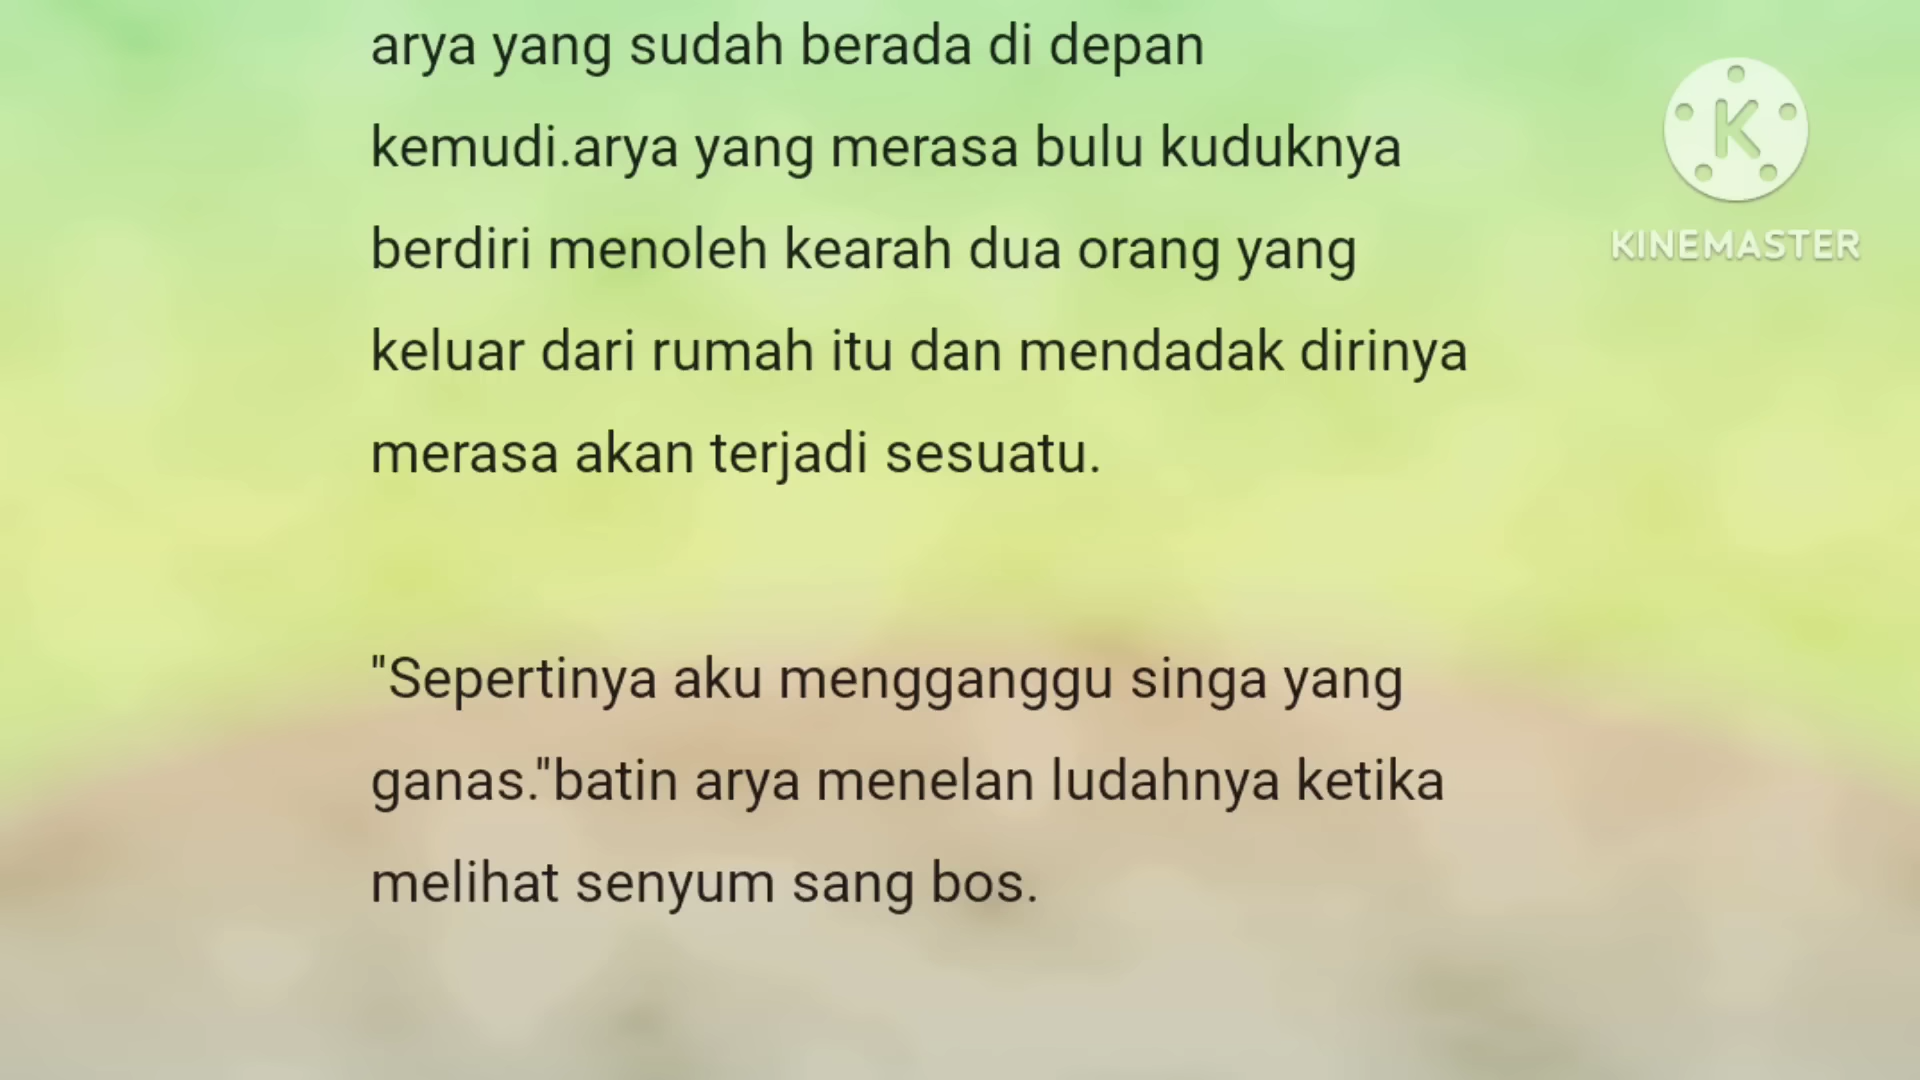 arya yang sudah berada di depan
kemudi.arya yang merasa bulu kuduknya
berdiri menoleh kearah dua orang yang
keluar dari rumah itu dan mendadak dirinya
merasa akan terjadi sesuatu.
"Sepertinya aku mengganggu singa yang
ganas."batin arya menelan ludahnya ketika
melihat senyum sang bos.
K
KINEMASTER